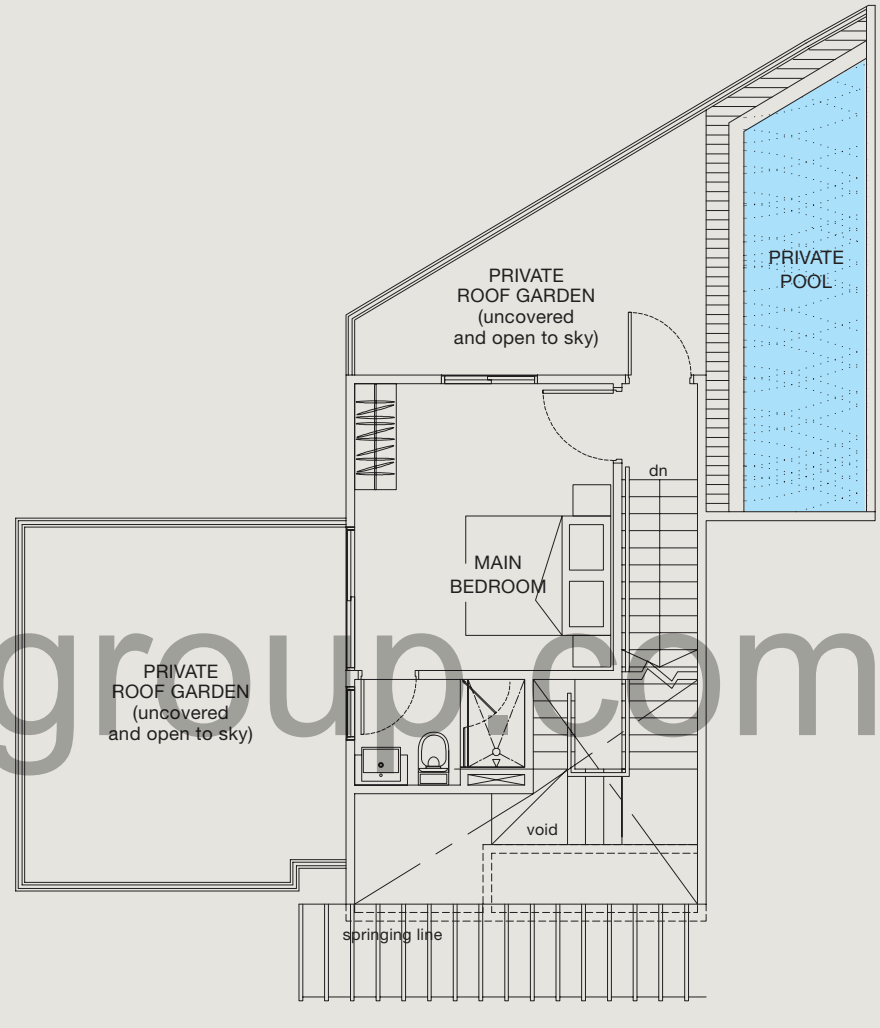 PRIVATE
ROOF GARDEN
(uncovered
and open to sky)
PRIVATE
POOL
dn
MAIN
BEDROOM
group.com
PRIVATE
ROOF GARDEN
(uncovered
and open to sky)
void
springing line